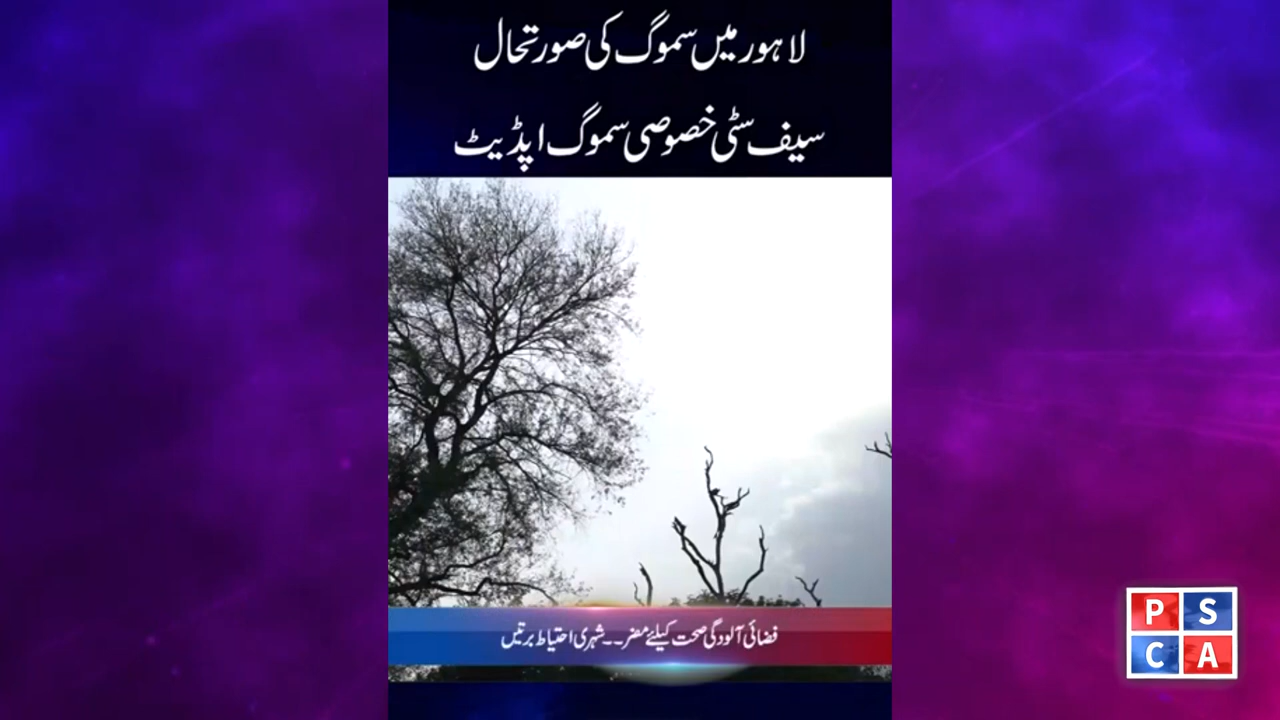 لاہور میں سموگ کی صورتحال
سیف سٹی خصوصی سموگ اپڈیٹ
فضائی آلودگی صحت کیلئے مضر۔۔شہری احتیاط برتیں
P S
C A